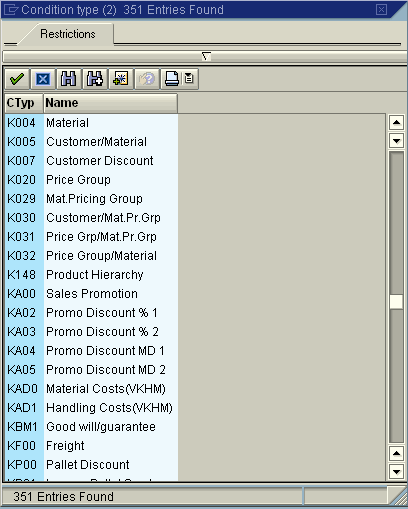 Condition type (2) 351 Entries Found
Restrictions
CTyp Name
K004 Material
K005 Customer/Material
K007 Customer Discount
K020 Price Group
K029 Mat.Pricing Group
K030 Customer/Mat.Pr.Grp
K031 Price Grp/Mat.Pr.Grp
K032 Price Group/Material
K148 Product Hierarchy
KA00 Sales Promotion
KA02 Promo Discount % 1
KA03 Promo Discount % 2
KA04 Promo Discount MD 1
KA05 Promo Discount MD 2
KAD0 Material Costs(VKHM)
KAD1 Handling Costs(VKHM)
KBM1 Good will/guarantee
KF00 Freight
KP00 Pallet Discount
351 Entries Found